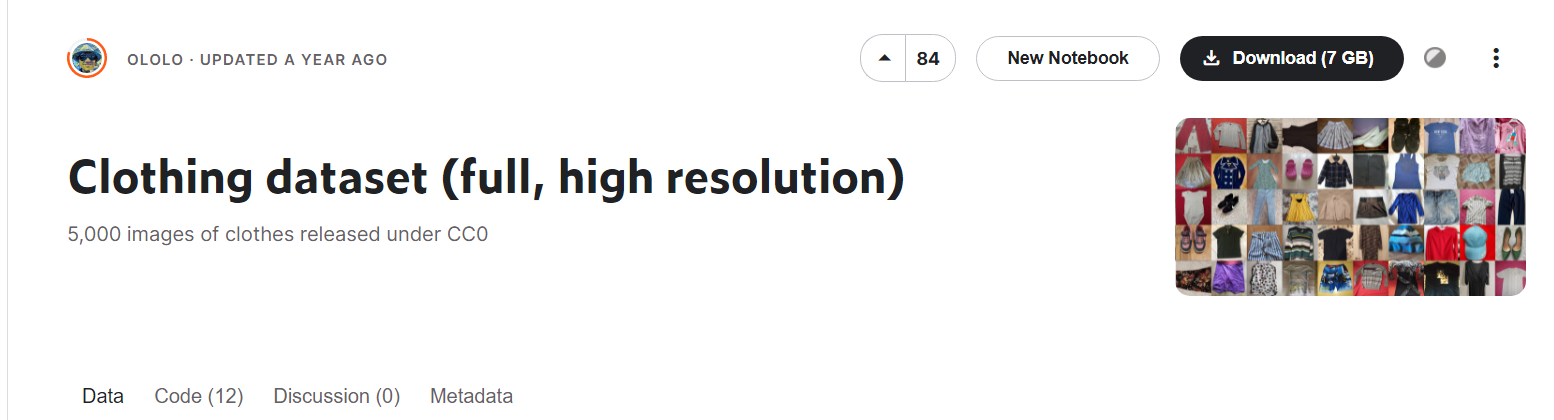 OLOLO · UPDATED A YEAR AGO
84
New Notebook
Download (7 GB)
Clothing dataset (full, high resolution)
5,000 images of clothes released under CC0
Data
Code (12)
Discussion (0)
Metadata